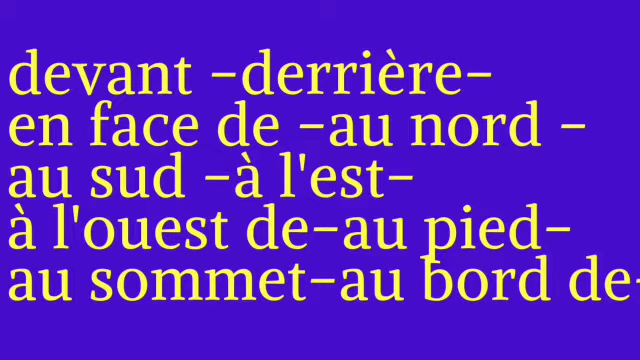 devant -derrière-
en face de -au nord -
au sud -à l'est-
à l'ouest de-au pied-
au sommet-au bord de-